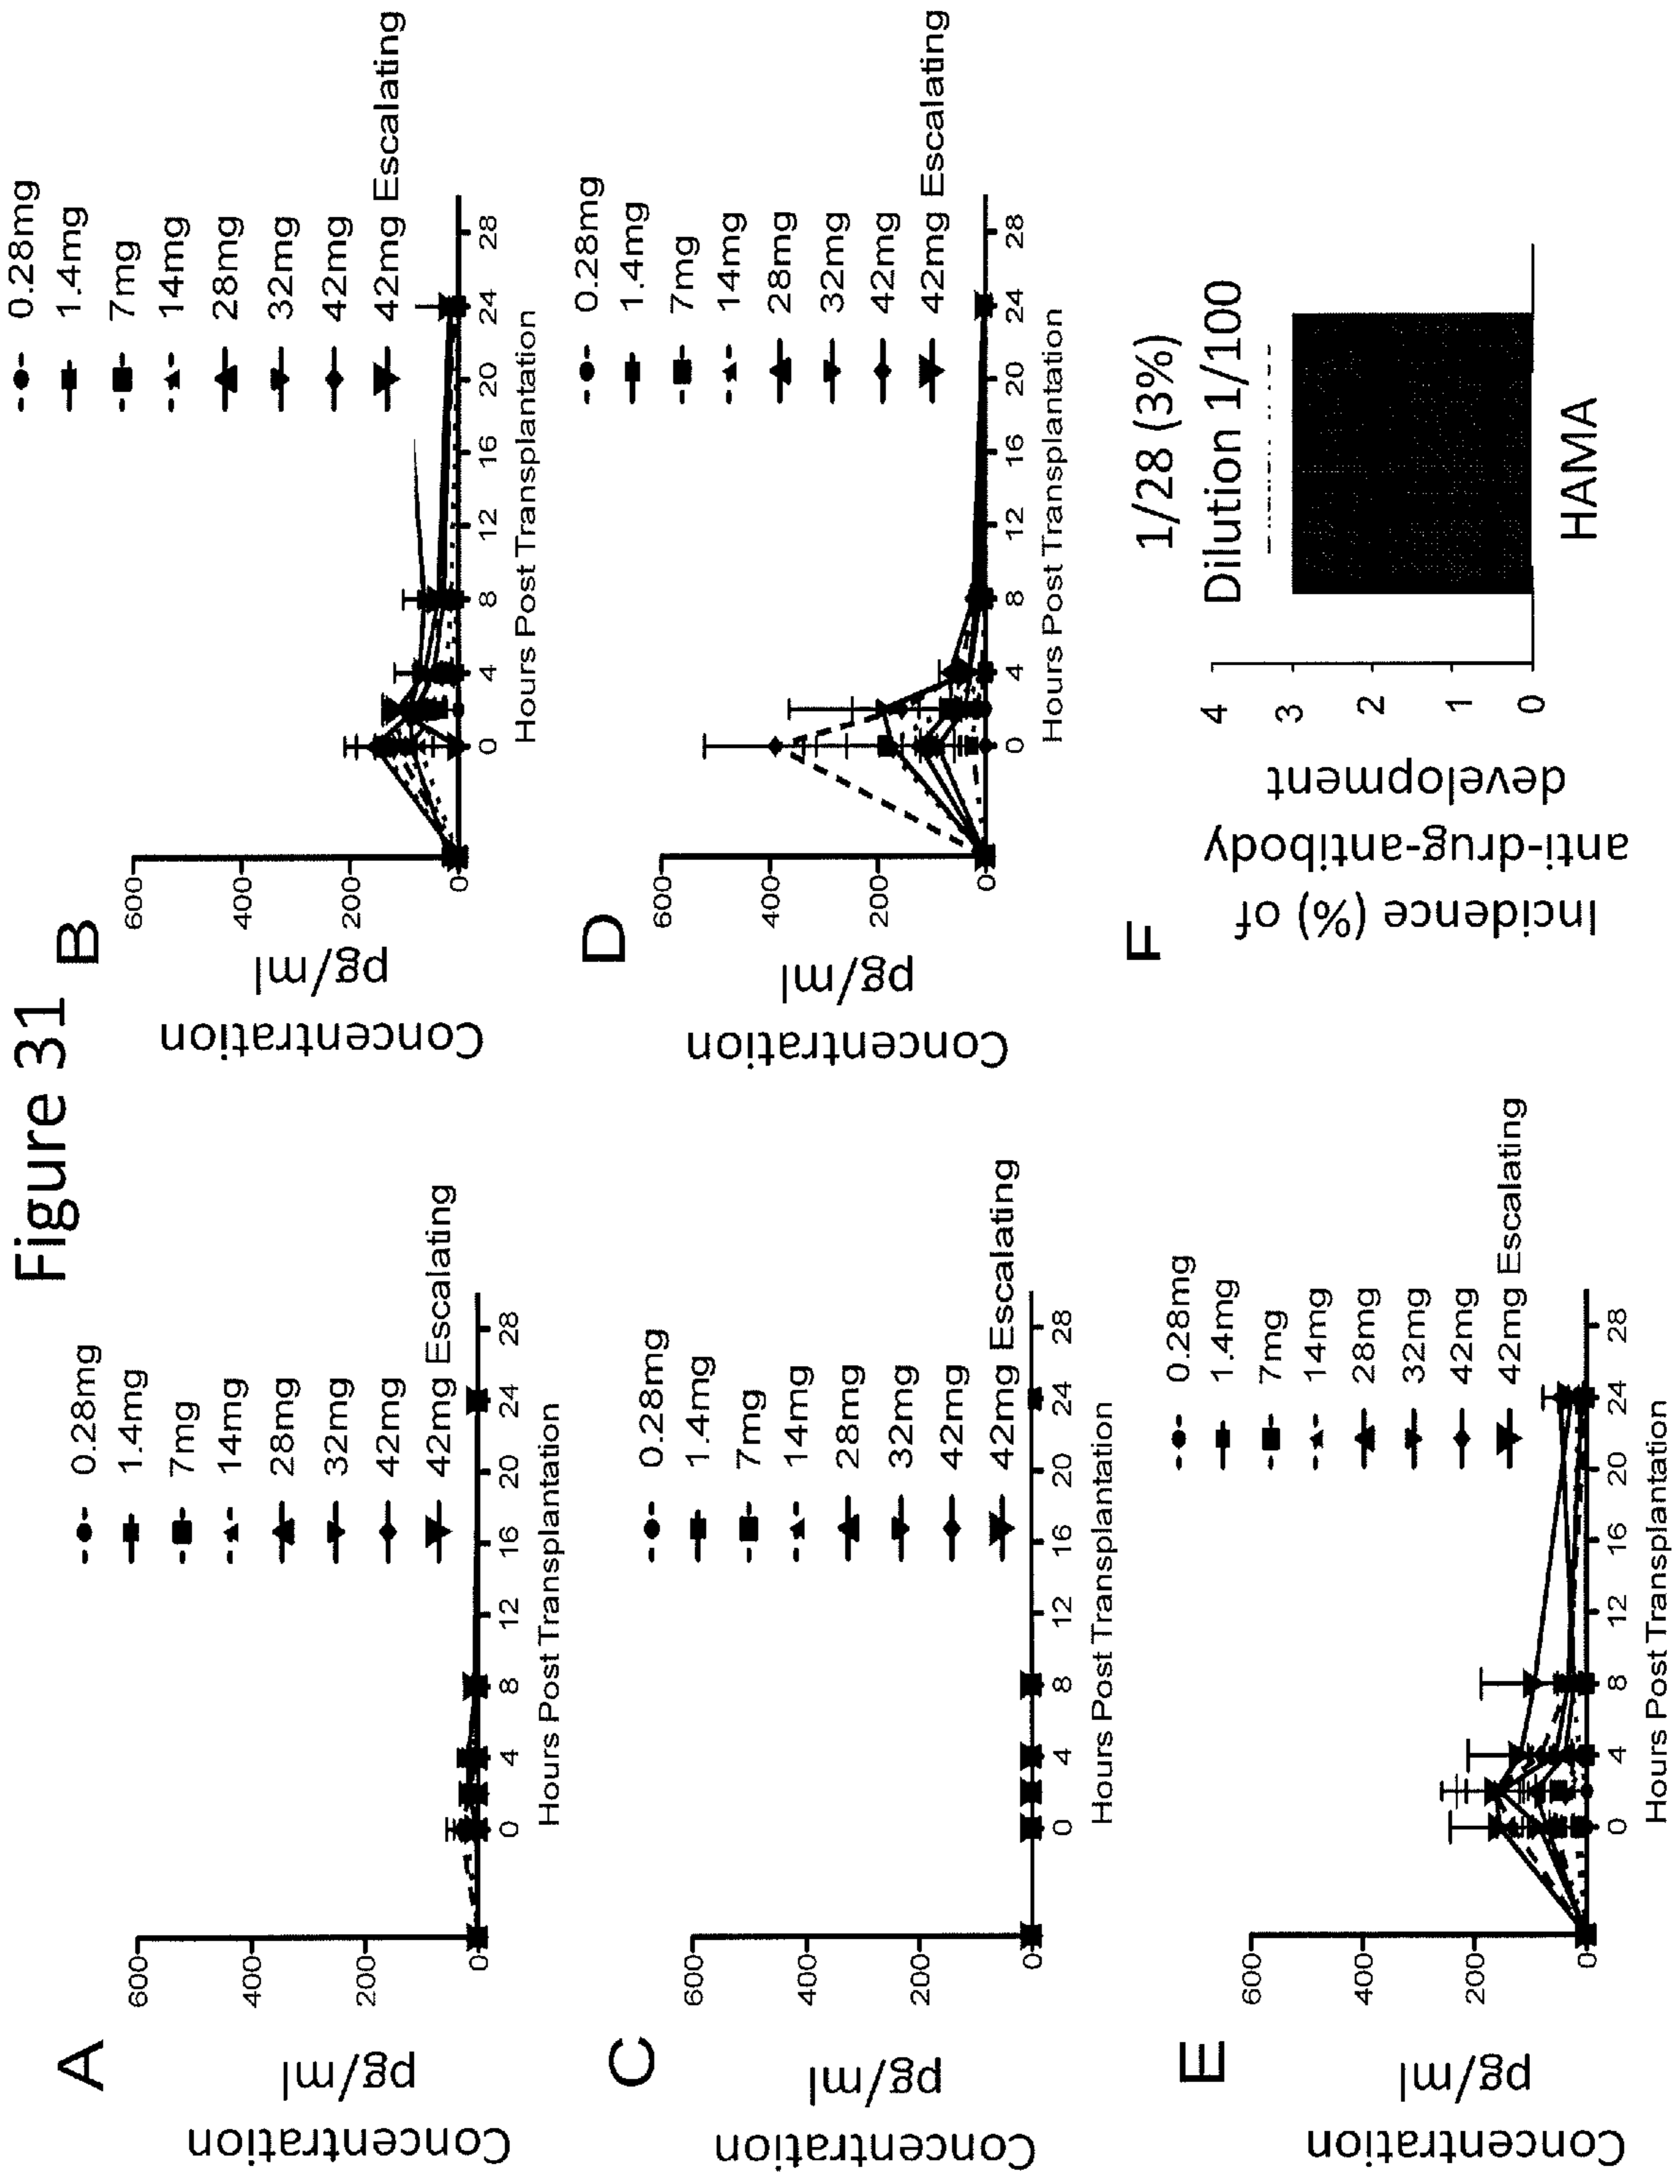 Figure 31
A
Concentration
pg/ml
600
400
200
0
0 4 8 12 16 20 24 28
Hours Post Transplantation
0.28mg
1.4mg
7mg
14mg
28mg
32mg
42mg
42mg Escalating
B
Concentration
pg/ml
600
400
200
0
0 4 8 12 16 20 24 28
Hours Post Transplantation
0.28mg
1.4mg
7mg
14mg
28mg
32mg
42mg
42mg Escalating
C
Concentration
pg/ml
600
400
200
0
0 4 8 12 16 20 24 28
Hours Post Transplantation
0.28mg
1.4mg
7mg
14mg
28mg
32mg
42mg
42mg Escalating
D
Concentration
pg/ml
600
400
200
0
0 4 8 12 16 20 24 28
Hours Post Transplantation
0.28mg
1.4mg
7mg
14mg
28mg
32mg
42mg
42mg Escalating
E
Concentration
pg/ml
600
400
200
0
0 4 8 12 16 20 24 28
Hours Post Transplantation
0.28mg
1.4mg
7mg
14mg
28mg
32mg
42mg
42mg Escalating
F
Incidence (%) of
anti-drug-antibody
development
4
3
2
1
0
1/28 (3%)
Dilution 1/100
HAMA